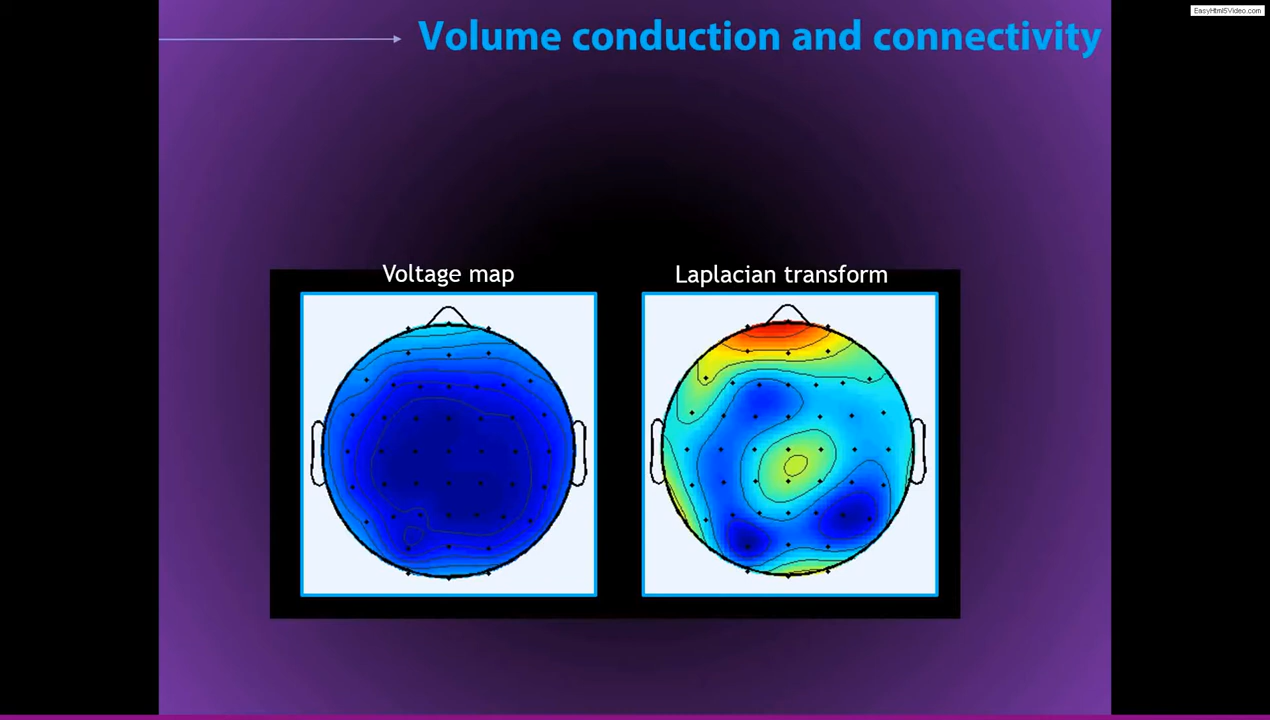 EasyHtml5Video.com
Volume conduction and connectivity
Voltage map
Laplacian transform